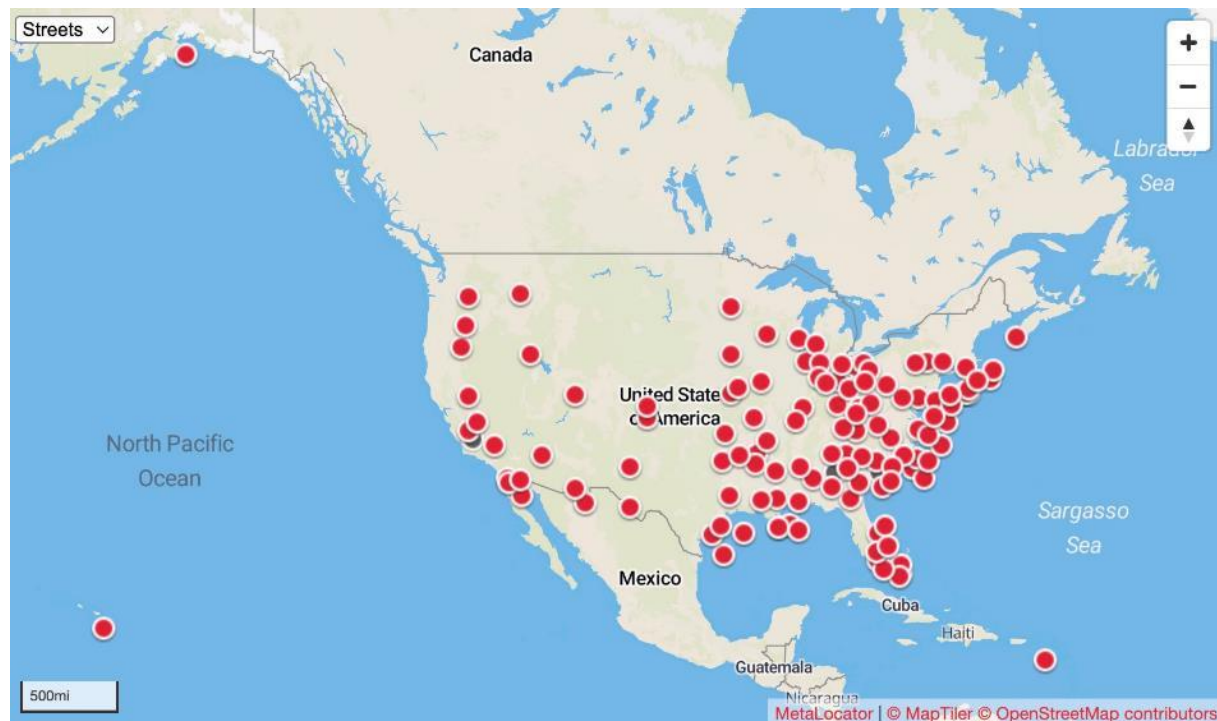 Streets
Canada
+
−
Labrador
Sea
United State
of America
North Pacific
Ocean
Sargasso
Sea
Mexico
Cuba
Haiti
Guatemala
Nicaragua
500mi
MetaLocator | © MapTiler © OpenStreetMap contributors